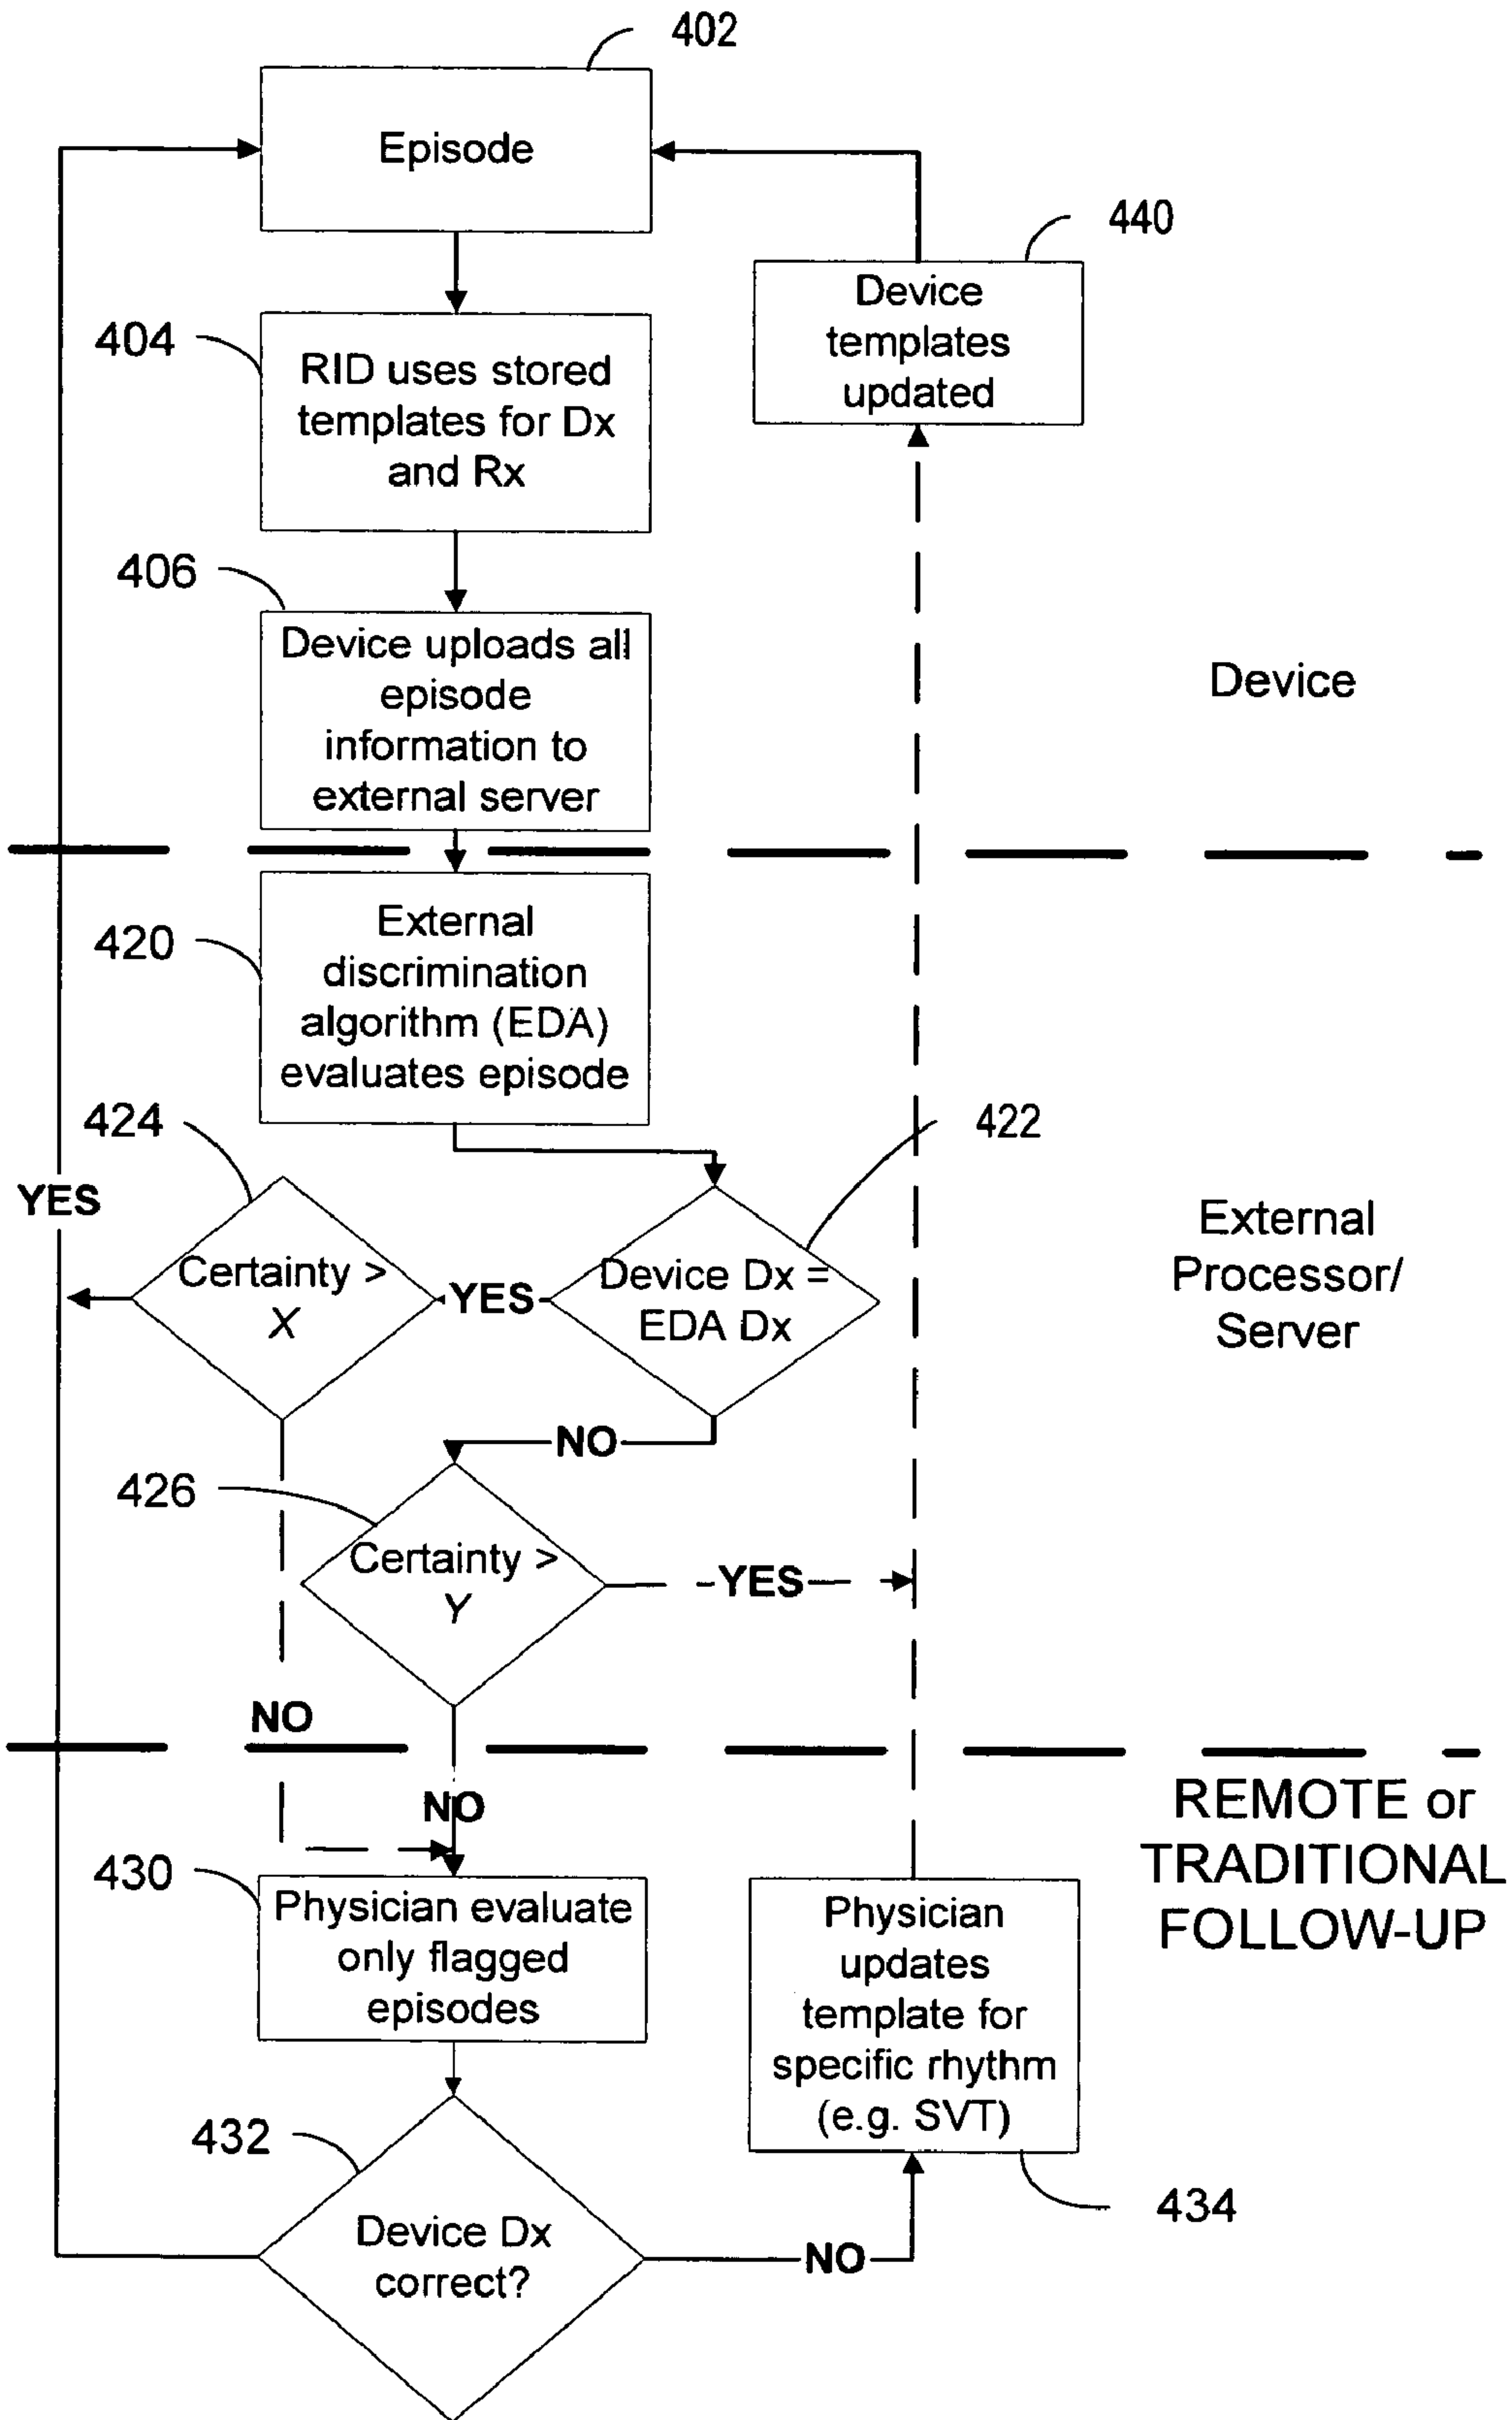 402
Episode
440
Device
templates
updated
404
RID uses stored
templates for Dx
and Rx
406
Device uploads all
episode
information to
external server
Device
420
External
discrimination
algorithm (EDA)
evaluates episode
424
422
YES
Certainty >
X
YES
Device Dx =
EDA Dx
External
Processor/
Server
NO
426
Certainty >
Y
YES
NO
NO
REMOTE or
TRADITIONAL
FOLLOW-UP
430
Physician evaluate
only flagged
episodes
Physician
updates
template for
specific rhythm
(e.g. SVT)
432
434
Device Dx
correct?
NO